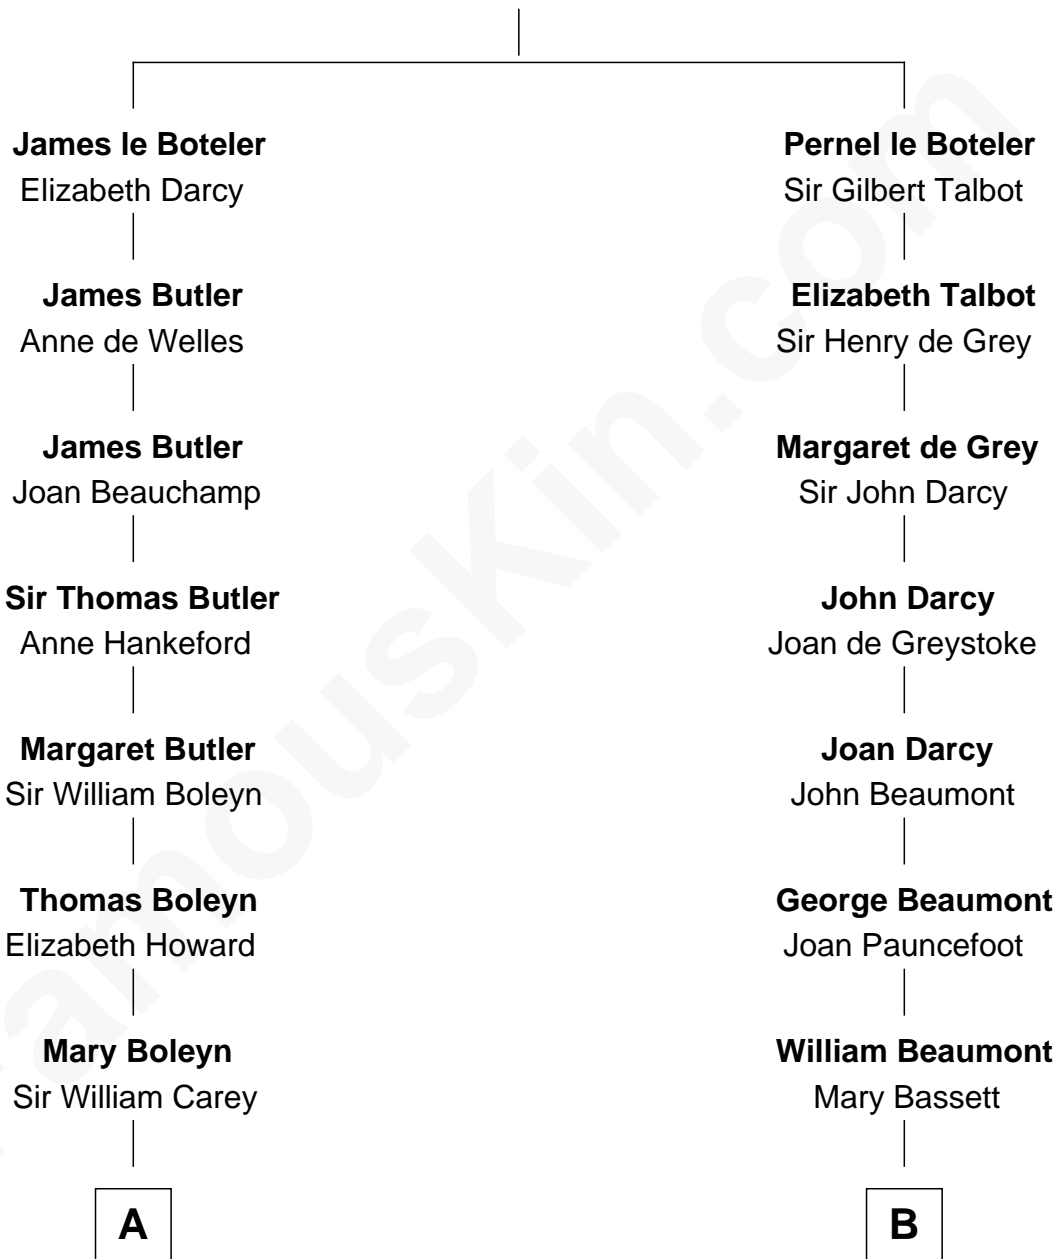 James le Boteler
Elizabeth Darcy
James Butler
Anne de Welles
James Butler
Joan Beauchamp
Sir Thomas Butler
Anne Hankeford
Margaret Butler
Sir William Boleyn
Thomas Boleyn
Elizabeth Howard
Mary Boleyn
Sir William Carey
A
Pernel le Boteler
Sir Gilbert Talbot
Elizabeth Talbot
Sir Henry de Grey
Margaret de Grey
Sir John Darcy
John Darcy
Joan de Greystoke
Joan Darcy
John Beaumont
George Beaumont
Joan Pauncefoot
William Beaumont
Mary Bassett
B
FamousKin.com